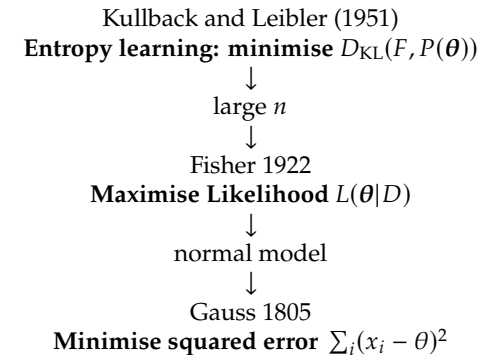 Kullback and Leibler (1951)
Entropy learning: minimise D_KL(F, P(θ))
↓
large n
↓
Fisher 1922
Maximise Likelihood L(θ|D)
↓
normal model
↓
Gauss 1805
Minimise squared error ∑_i(x_i − θ)²